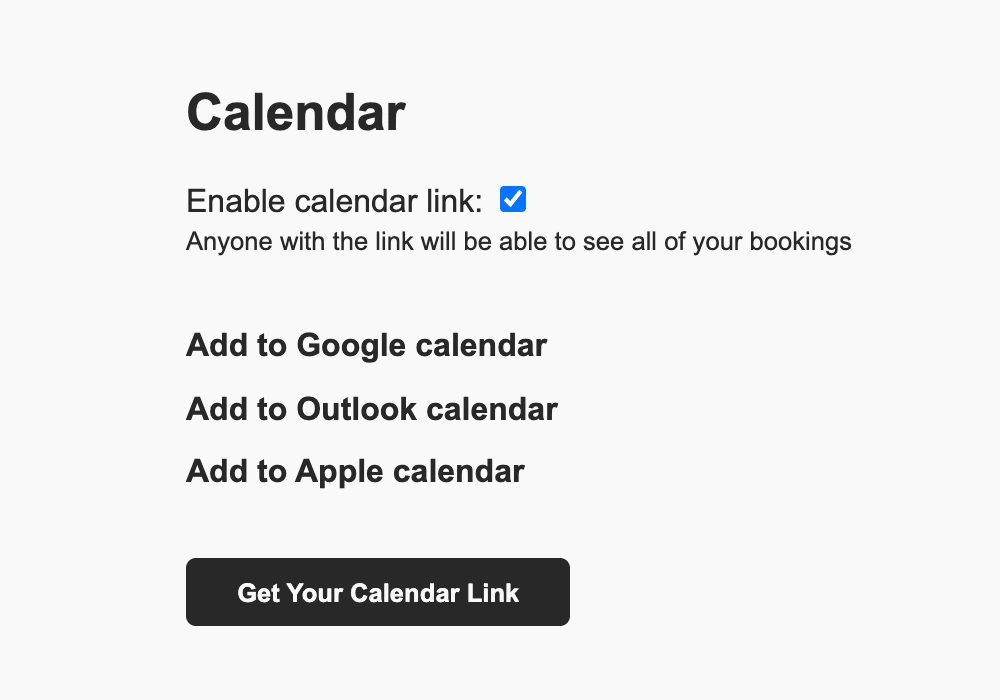 Calendar
Enable calendar link:
Anyone with the link will be able to see all of your bookings
Add to Google calendar
Add to Outlook calendar
Add to Apple calendar
Get Your Calendar Link